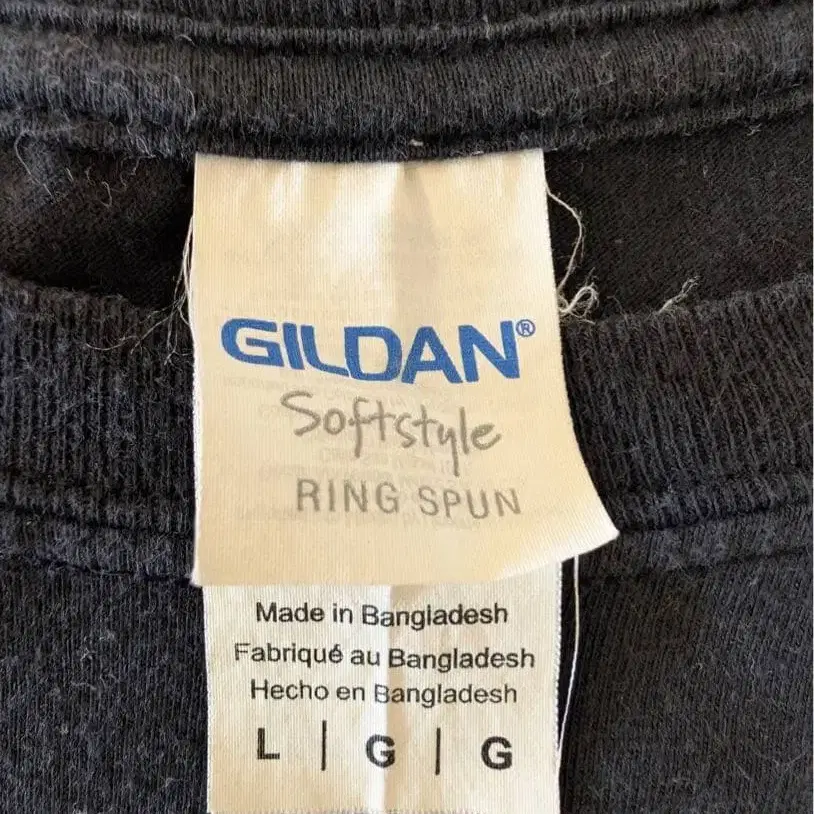 GILDAN®
Softstyle
RING SPUN
Made in Bangladesh
Fabriqué au Bangladesh
Hecho en Bangladesh
L | G | G